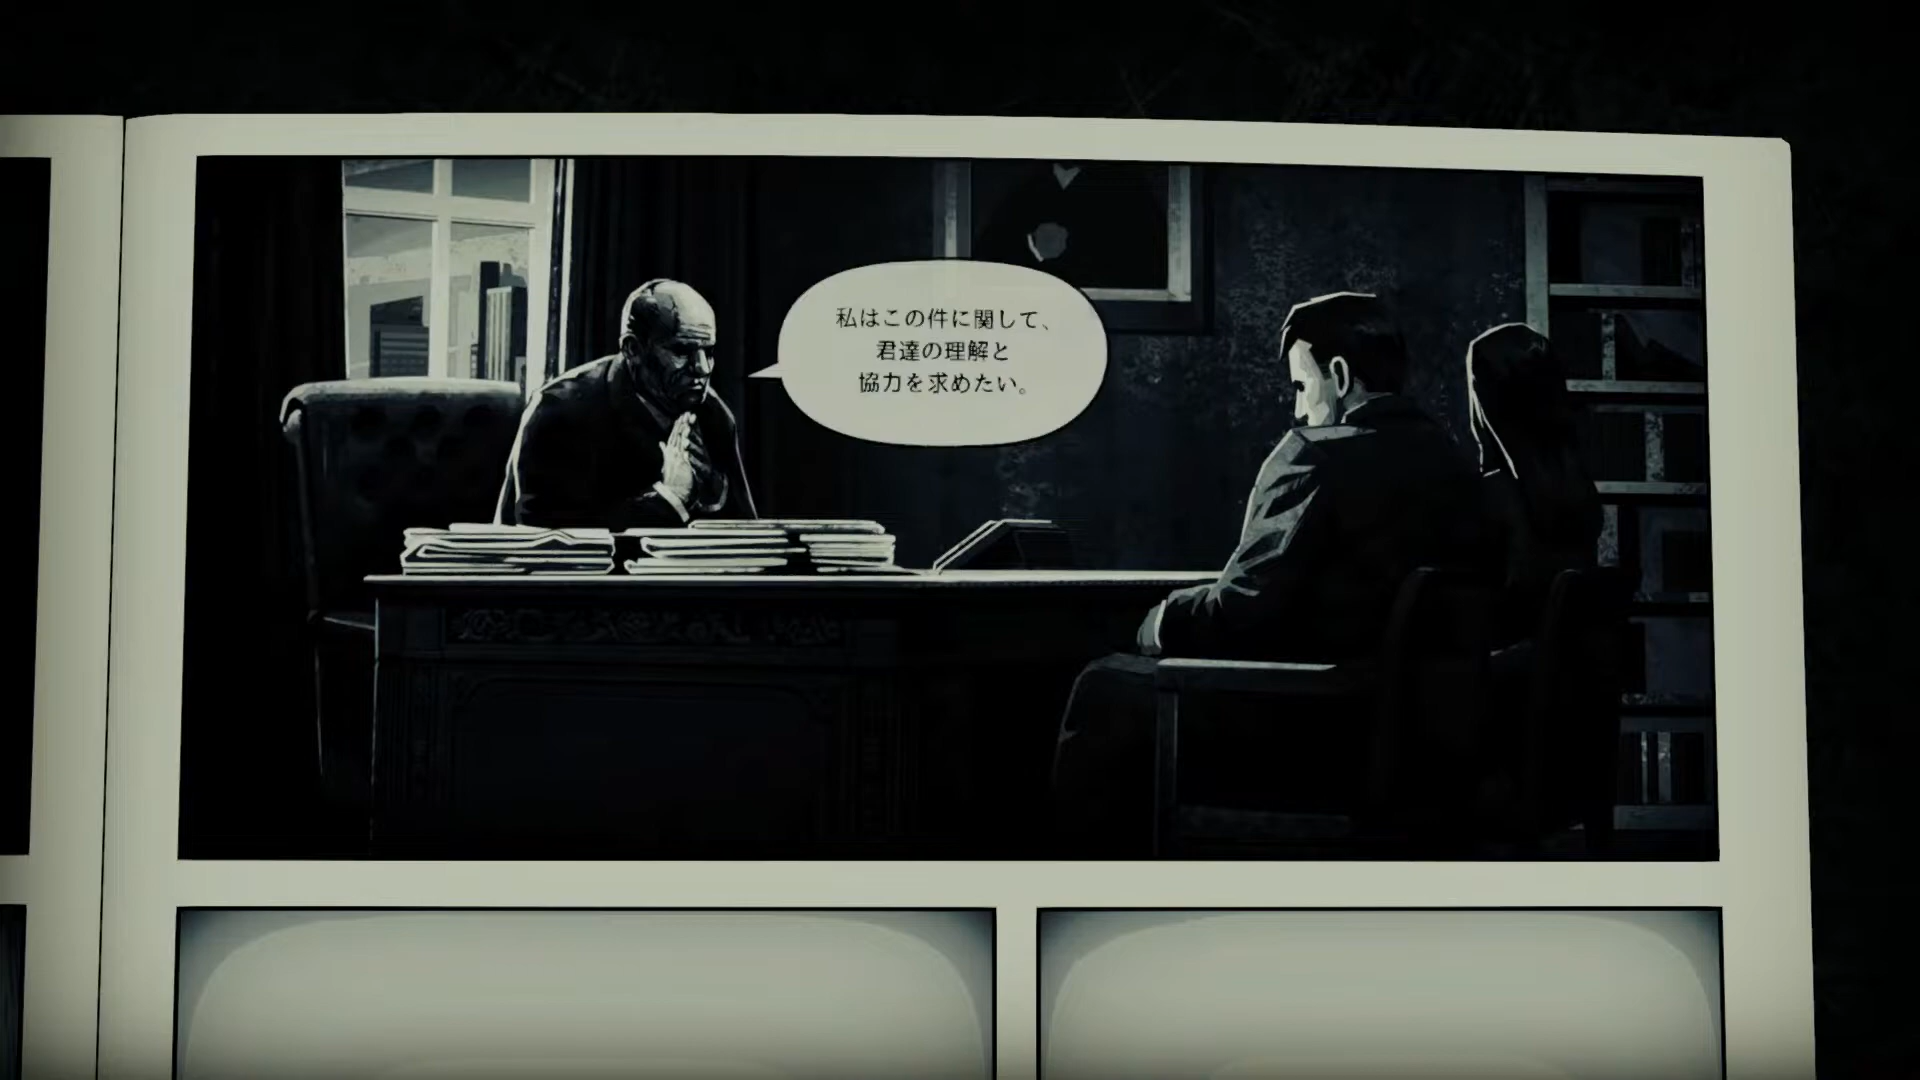 私はこの件に関して、
君達の理解と
協力を求めたい。